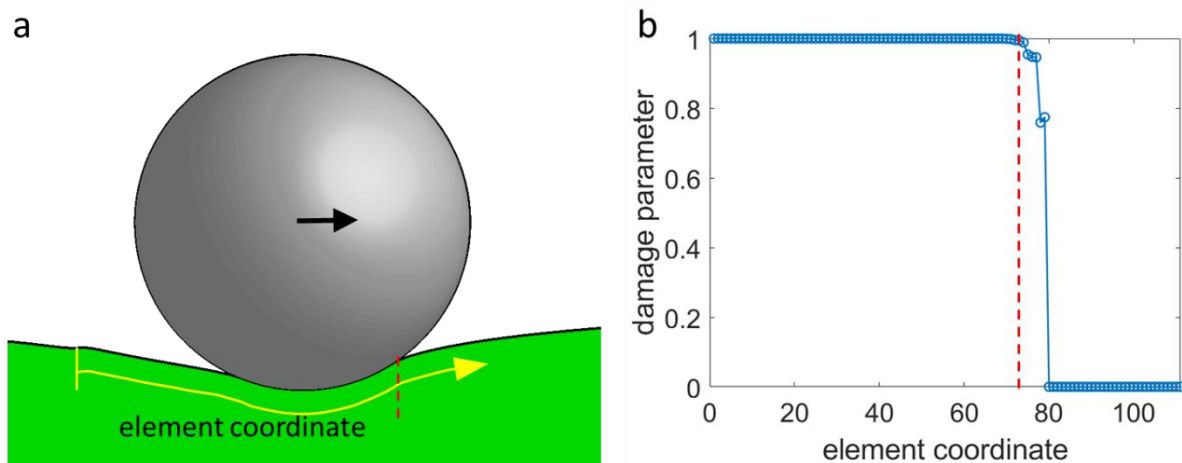 a
element coordinate
b
damage parameter
1
0.8
0.6
0.4
0.2
0
0 20 40 60 80 100
element coordinate